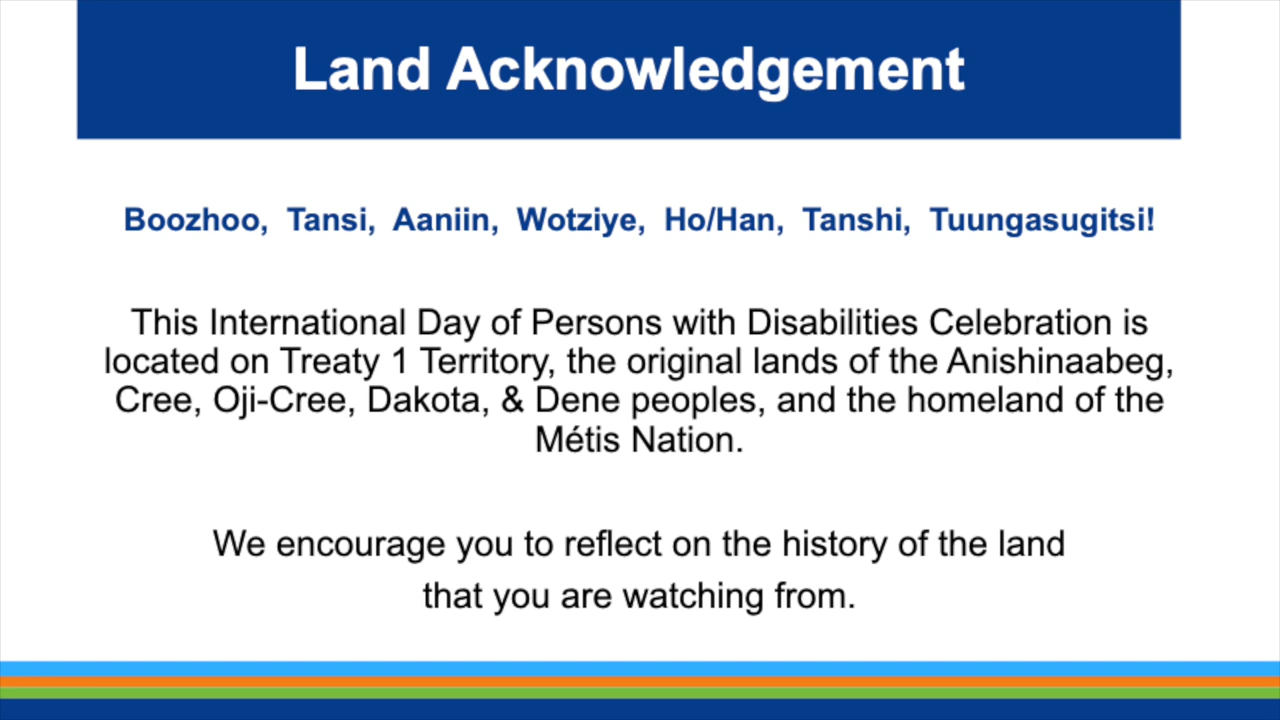 Land Acknowledgement
Boozhoo, Tansi, Aaniin, Wotziye, Ho/Han, Tanshi, Tuungasugitsi!
This International Day of Persons with Disabilities Celebration is
located on Treaty 1 Territory, the original lands of the Anishinaabeg,
Cree, Oji-Cree, Dakota, & Dene peoples, and the homeland of the
Métis Nation.
We encourage you to reflect on the history of the land
that you are watching from.